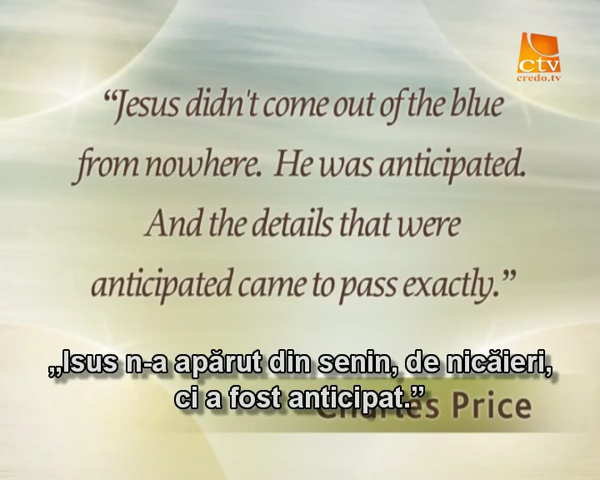 ctv
credo.tv
“Jesus didn't come out of the blue
from nowhere. He was anticipated.
And the details that were
anticipated came to pass exactly.”
„Isus n-a apărut din senin, de nicăieri,
ci a fost anticipat.”
Charles Price